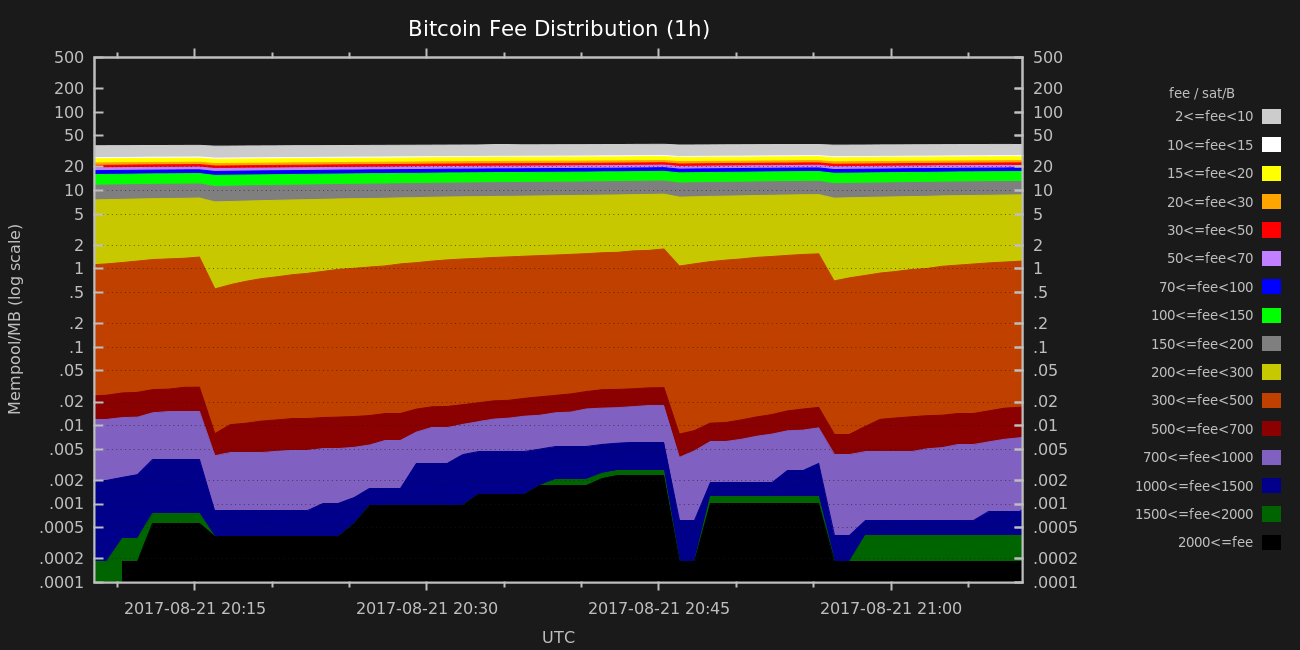 Bitcoin Fee Distribution (1h)
500 500
200 200
100 100
50 50
20 20
10 10
5 5
2 2
1 1
.5 .5
.2 .2
.1 .1
.05 .05
.02 .02
.01 .01
.005 .005
.002 .002
.001 .001
.0005 .0005
.0002 .0002
.0001 .0001
Mempool/MB (log scale)
2017-08-21 20:15 2017-08-21 20:30 2017-08-21 20:45 2017-08-21 21:00
UTC
fee / sat/B
2<=fee<10
10<=fee<15
15<=fee<20
20<=fee<30
30<=fee<50
50<=fee<70
70<=fee<100
100<=fee<150
150<=fee<200
200<=fee<300
300<=fee<500
500<=fee<700
700<=fee<1000
1000<=fee<1500
1500<=fee<2000
2000<=fee